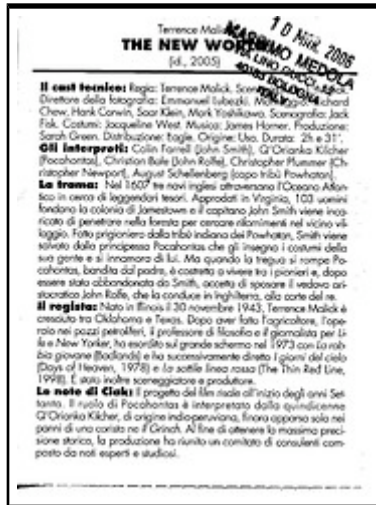 Terrence Malick
THE NEW WORLD
(id., 2005)
10 MAR. 2006
MASSIMO MEDOLA
VIA LINO GUCCI
40133 BOLOGNA
ITALY
Il cast tecnico: Regia: Terrence Malick. Jack
Direttore della fotografia: Emmanuel Lubezki. Richard
Chew, Hank Corwin, Saar Klein, Mark Yoshikawa. Scenografia: Jack
Fisk. Costumi: Jacqueline West. Musica: James Horner. Produzione:
Sarah Green. Distribuzione: Eagle. Origine: Usa. Durata: 2h e 31'.
Gli interpreti: Colin Farrell (John Smith), Q'Orianka Kilcher
(Pocahontas), Christian Bale (John Rolfe), Christopher Plummer (Ch-
ristopher Newport), August Schellenberg (capo tribù Powhatan).
La trama: Nel 1607 tre navi inglesi attraversano l'Oceano Atlan-
tico in cerca di leggendari tesori. Approdati in Virginia, 103 uomini
fondano la colonia di Jamestown e il capitano John Smith viene inca-
ricato di penetrare nella foresta per cercare rifornimenti nel vicino vil-
laggio. Fatto prigioniero dalla tribù indiana dei Powhatan, Smith viene
salvato dalla principessa Pocahontas che gli insegna i costumi della
sua gente e si innamora di lui. Ma quando la tregua si rompe Po-
cahontas, bandita dal padre, è costretta a vivere tra i pionieri e, dopo
essere stata abbandonata da Smith, accetta di sposare il vedovo ari-
stocratico John Rolfe, che la conduce in Inghilterra, alla corte del re.
Il regista: Nato in Illinois il 30 novembre 1943, Terrence Malick è
cresciuto tra Oklahoma e Texas. Dopo aver fatto l'agricoltore, l'ope-
raio nei pozzi petroliferi, il professore di filosofia e il giornalista per Li-
fe e New Yorker, ha esordito sul grande schermo nel 1973 con La rab-
bia giovane (Badlands) e ha successivamente diretto I giorni del cielo
(Days of Heaven, 1978) e La sottile linea rossa (The Thin Red Line,
1998). È stato inoltre sceneggiatore e produttore.
Le note di Ciak: Il progetto del film risale all'inizio degli anni Set-
tanta. Il ruolo di Pocahontas è interpretato dalla quindicenne
Q'Orianka Kilcher, di origine indio-peruviana, finora apparsa solo nei
panni di una corista ne Il Grinch. Al fine di ottenere la massima preci-
sione storica, la produzione ha riunito un comitato di consulenti com-
posto da noti esperti e studiosi.